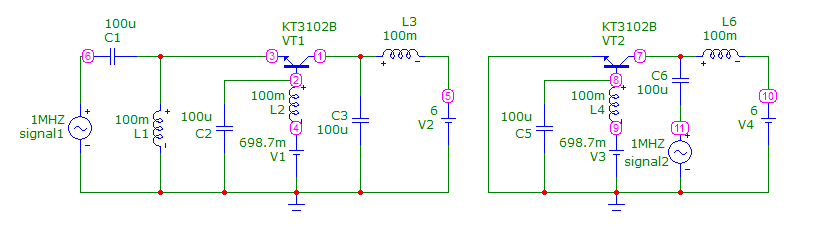 100u
C1
6
1MHZ
signal1
100m
L1
3
KT3102B
VT1
1
2
100m
L2
100u
C2
4
698.7m
V1
C3
100u
L3
100m
5
6
V2
KT3102B
VT2
7
8
100m
L4
100u
C5
9
698.7m
V3
C6
100u
11
1MHZ
signal2
L6
100m
10
6
V4